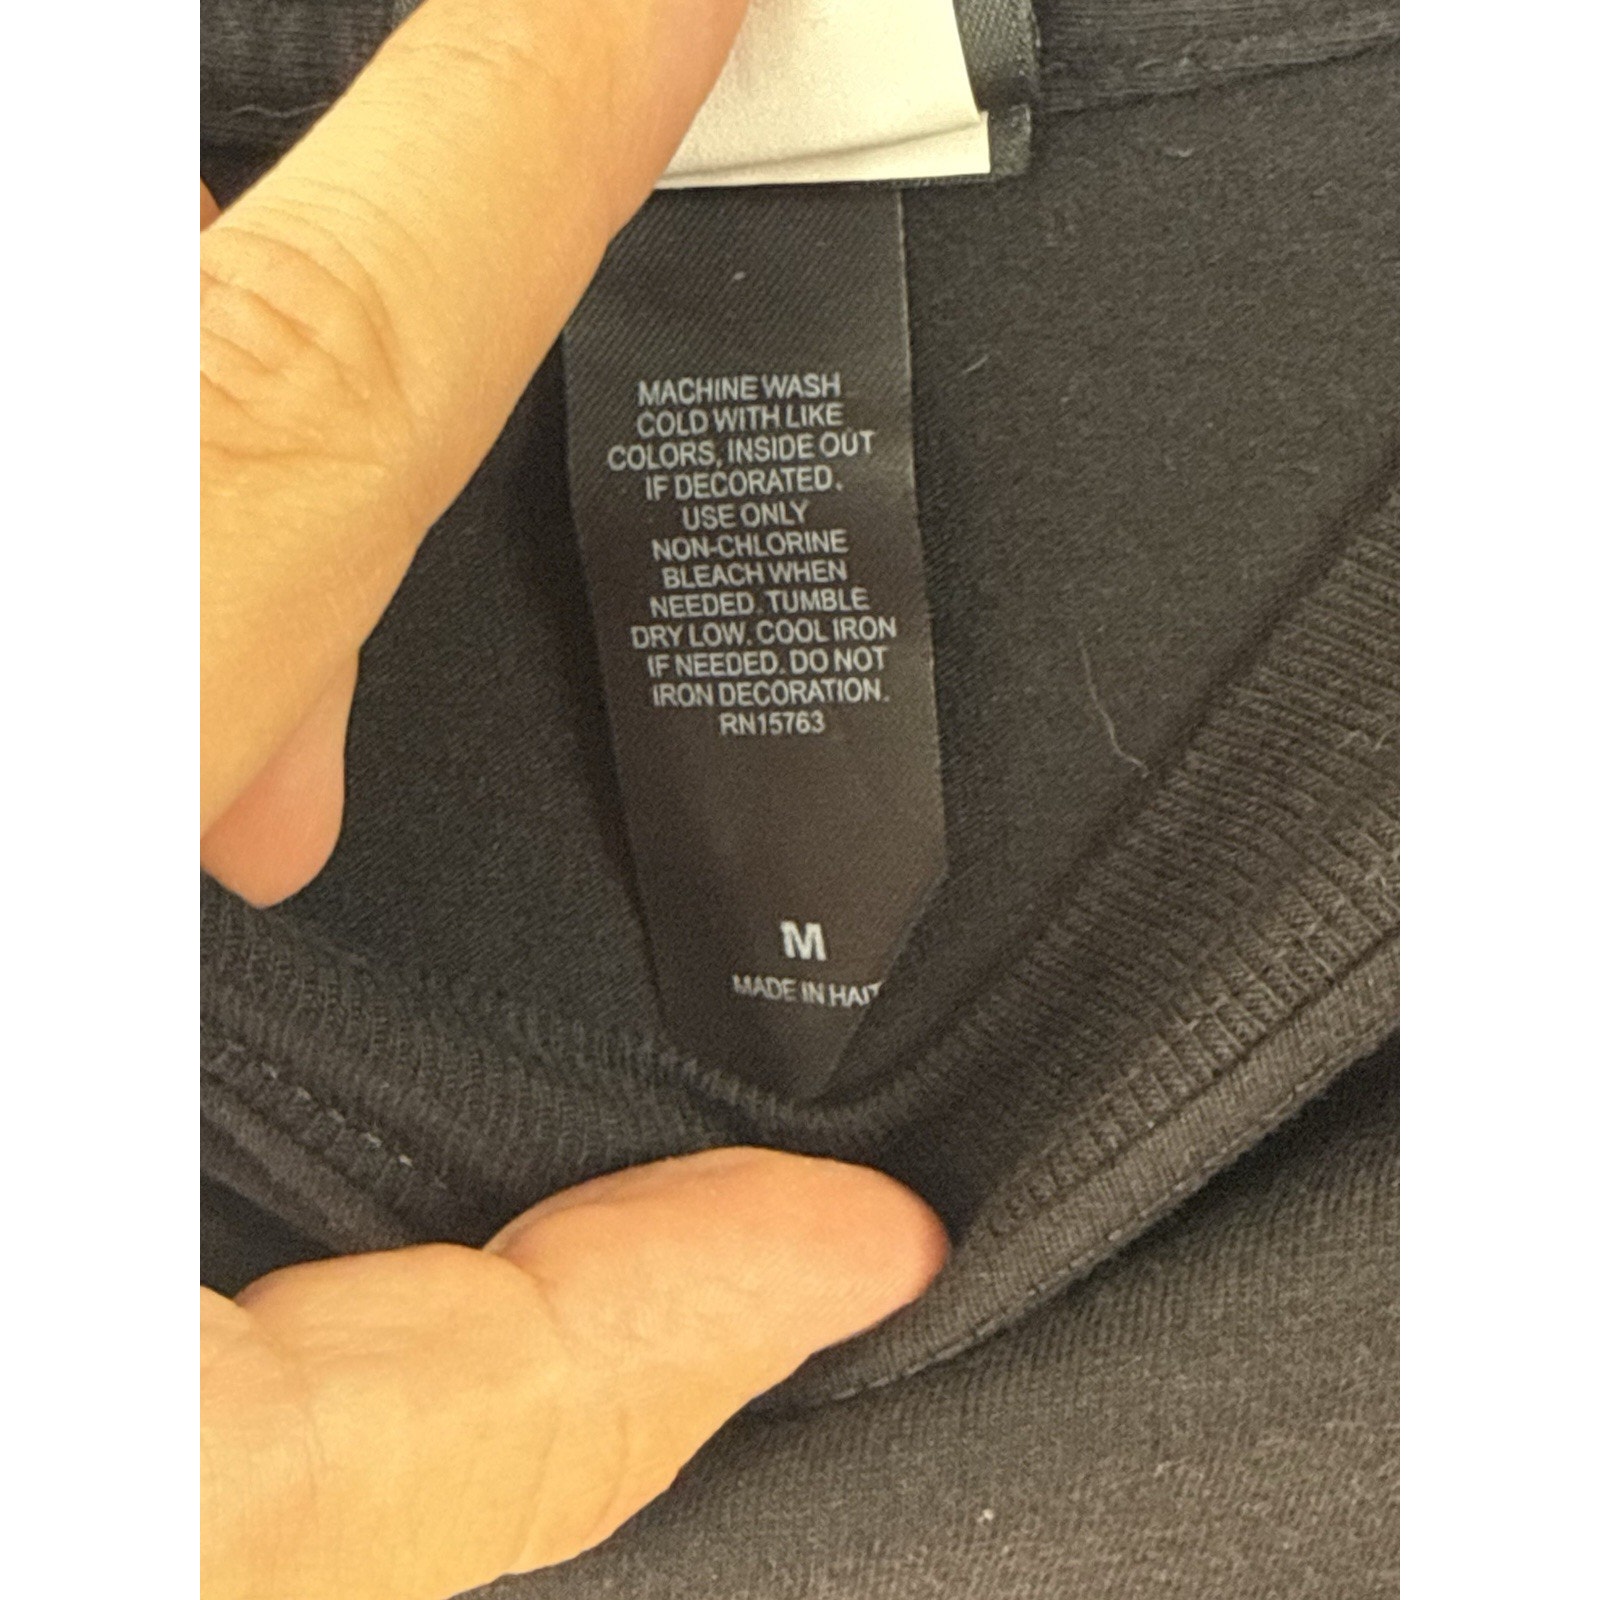 MACHINE WASH
COLD WITH LIKE
COLORS, INSIDE OUT
IF DECORATED.
USE ONLY
NON-CHLORINE
BLEACH WHEN
NEEDED. TUMBLE
DRY LOW. COOL IRON
IF NEEDED. DO NOT
IRON DECORATION.
RN15763
M
MADE IN HAIT